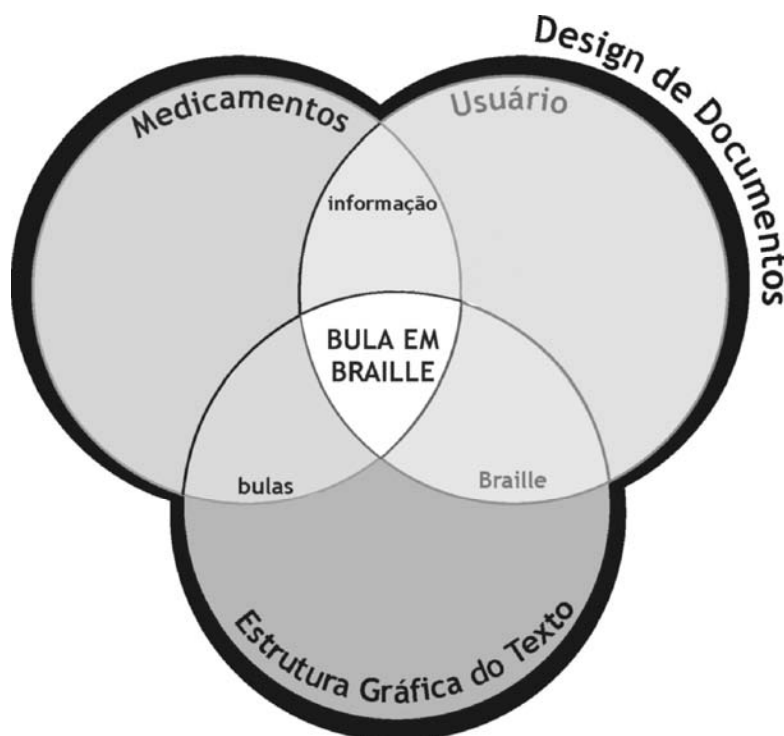 Design de Documentos
Medicamentos
Usuário
informação
BULA EM
BRAILLE
bulas
Braille
Estrutura Gráfica do Texto